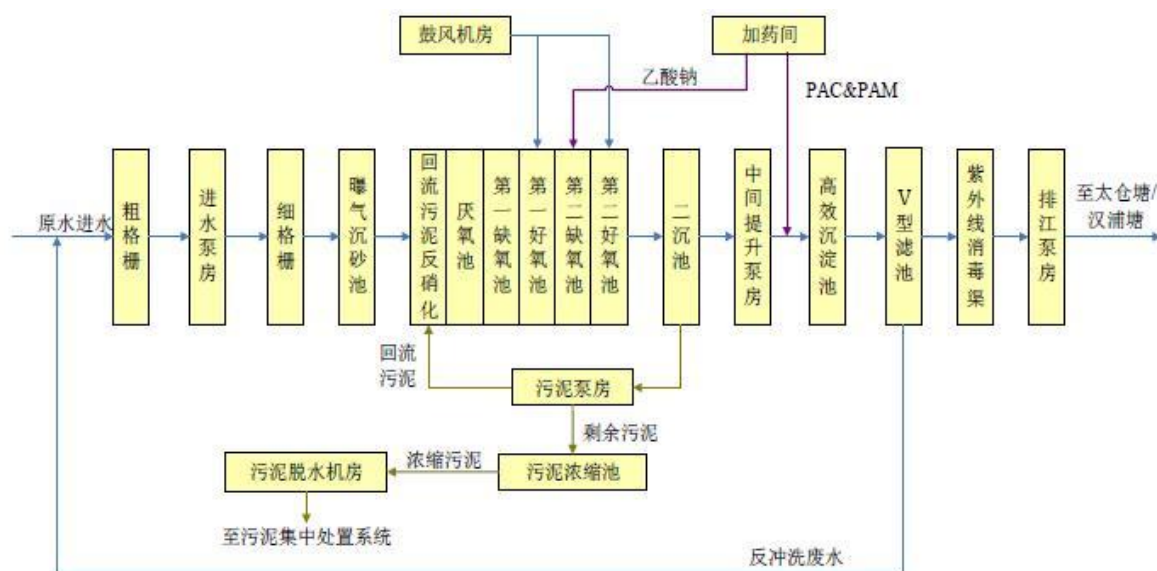 鼓风机房
加药间
乙酸钠
PAC&PAM
原水进水
粗格栅
进水泵房
细格栅
曝气沉砂池
回流污泥反硝化
厌氧池
第一缺氧池
第一好氧池
第二缺氧池
第二好氧池
二沉池
中间提升泵房
高效沉淀池
V型滤池
紫外线消毒渠
排江泵房
至太仓塘/
汉浦塘
回流
污泥
污泥泵房
剩余污泥
污泥脱水机房
浓缩污泥
污泥浓缩池
至污泥集中处置系统
反冲洗废水